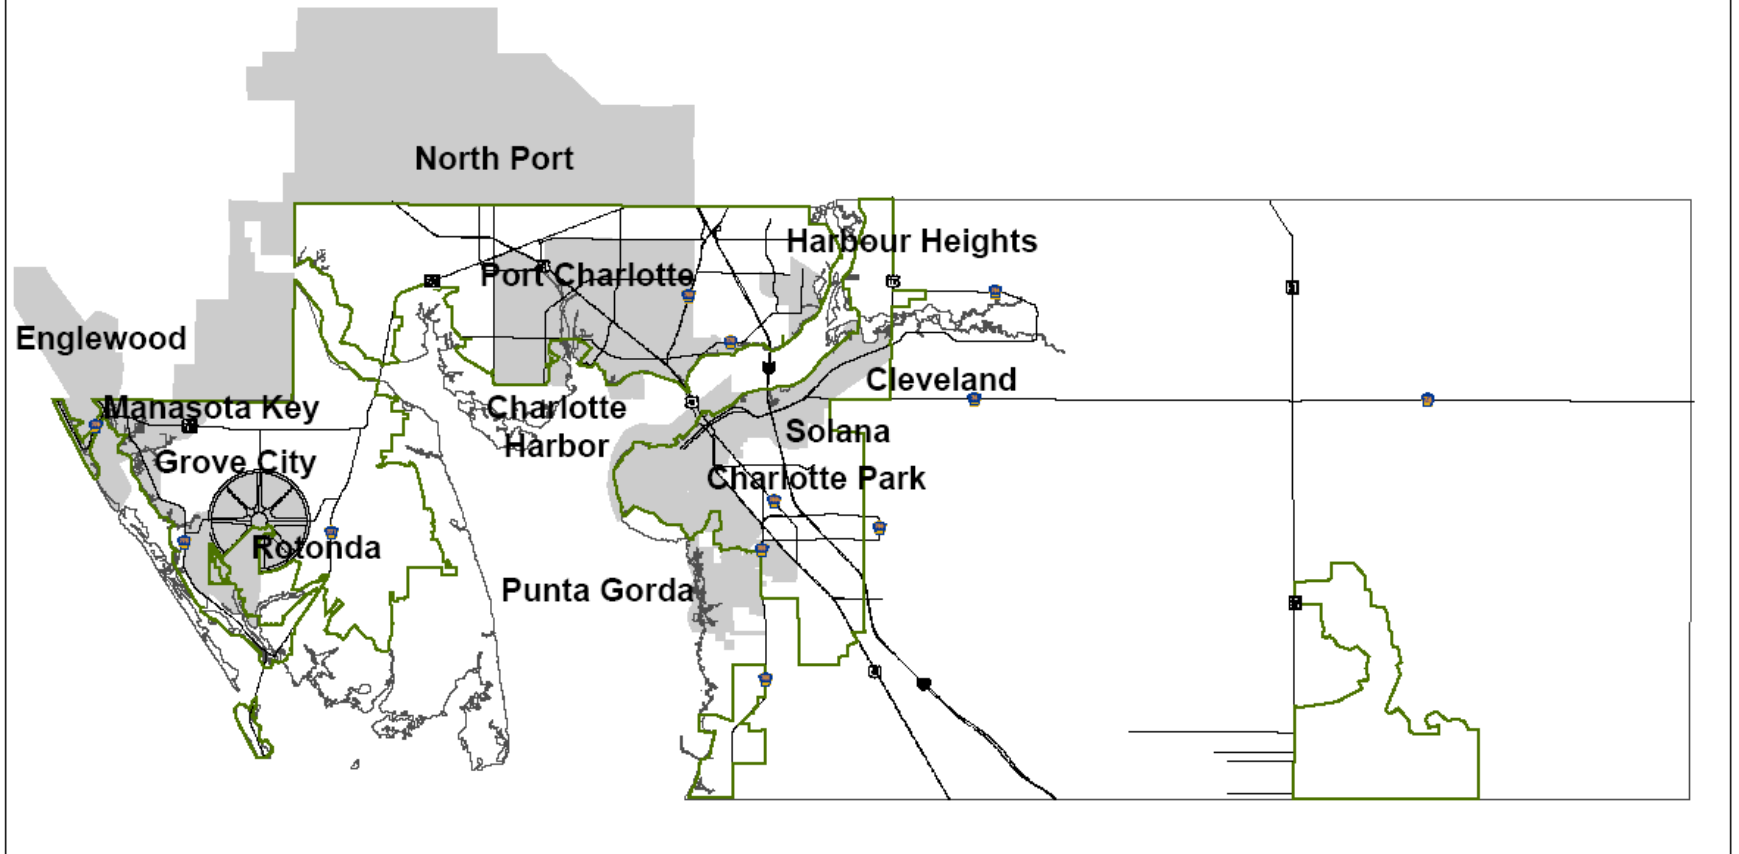 North Port
Harbour Heights
Port Charlotte
Englewood
Cleveland
Manasota Key
Charlotte
Harbor
Solana
Grove City
Charlotte Park
Rotonda
Punta Gorda